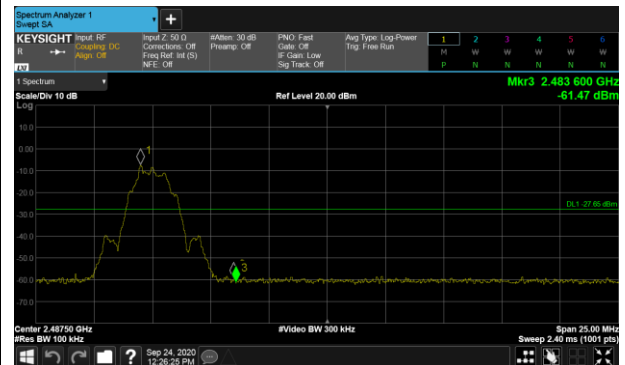 Spectrum Analyzer 1
Swept SA
+
KEYSIGHT Input: RF Input Z: 50 Ω #Atten: 30 dB PNO: Fast Avg Type: Log-Power 1 2 3 4 5 6
R Coupling: DC Corrections: Off Preamp: Off Gate: Off Trig: Free Run M W W W W W
Align: Off Freq Ref: Int (S) IF Gain: Low P N N N N N
LXI NFE: Off Sig Track: Off
1 Spectrum Mkr3 2.483 600 GHz
Scale/Div 10 dB Ref Level 20.00 dBm -61.47 dBm
Log
10.0
0.00
1
-10.0
-20.0
DL1 -27.65 dBm
-30.0
-40.0
-50.0
3
-60.0
-70.0
Center 2.48750 GHz #Video BW 300 kHz Span 25.00 MHz
#Res BW 100 kHz Sweep 2.40 ms (1001 pts)
? Sep 24, 2020
12:26:25 PM